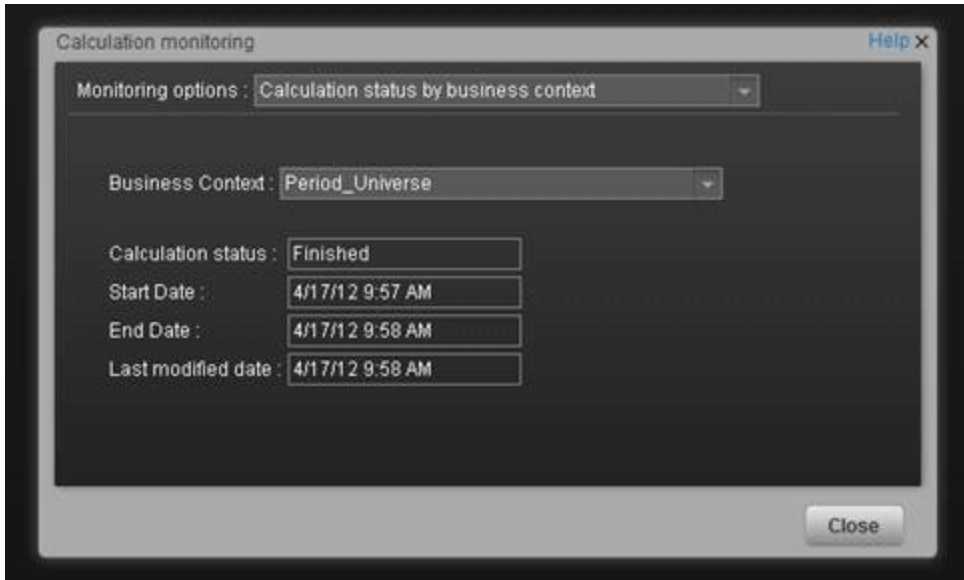 Calculation monitoring Help ×
Monitoring options : Calculation status by business context
Business Context : Period_Universe
Calculation status : Finished
Start Date : 4/17/12 9:57 AM
End Date : 4/17/12 9:58 AM
Last modified date : 4/17/12 9:58 AM
Close